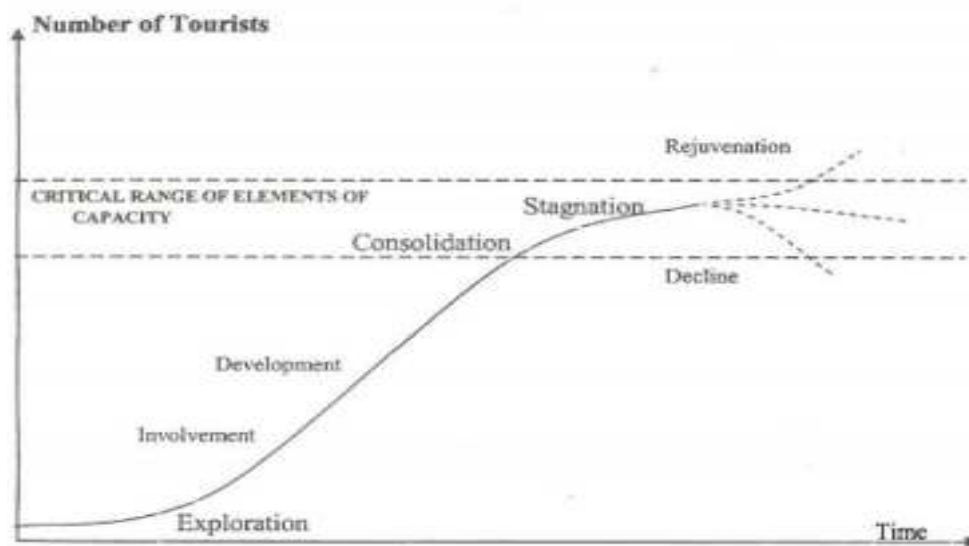 Number of Tourists
Rejuvenation
CRITICAL RANGE OF ELEMENTS OF
CAPACITY
Stagnation
Consolidation
Decline
Development
Involvement
Exploration
Time